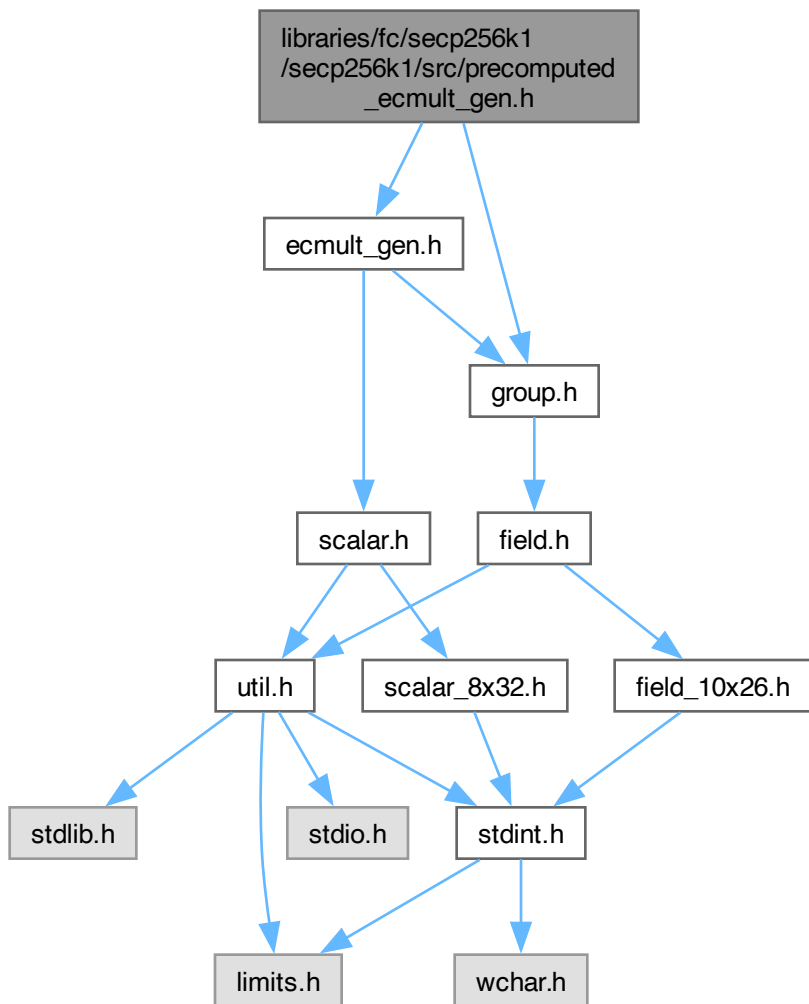 libraries/fc/secp256k1
/secp256k1/src/precomputed
_ecmult_gen.h
ecmult_gen.h
group.h
scalar.h
field.h
util.h
scalar_8x32.h
field_10x26.h
stdlib.h
stdio.h
stdint.h
limits.h
wchar.h